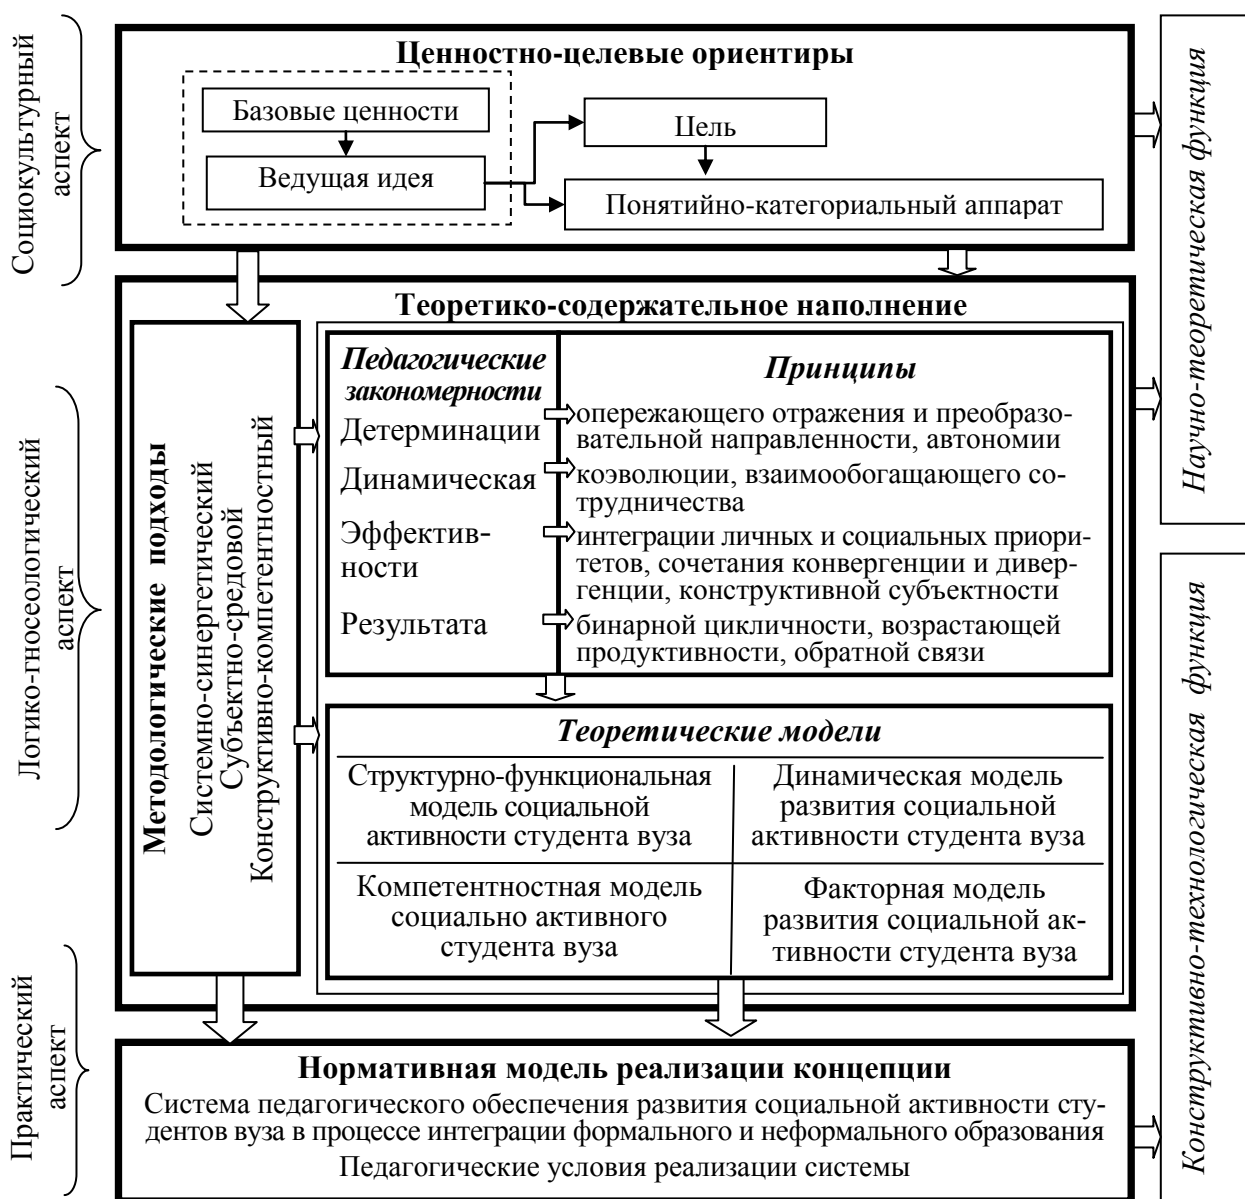 Социокультурный
аспект
Ценностно-целевые ориентиры
Базовые ценности
Ведущая идея
Цель
Понятийно-категориальный аппарат
Научно-теоретическая функция
Логико-гносеологический
аспект
Теоретико-содержательное наполнение
Методологические подходы
Системно-синергетический
Субъектно-средовой
Конструктивно-компетентностный
Педагогические
закономерности
Принципы
Детерминации
опережающего отражения и преобразо-
вательной направленности, автономии
Динамическая
коэволюции, взаимообогащающего со-
трудничества
Эффектив-
ности
интеграции личных и социальных приори-
тетов, сочетания конвергенции и дивер-
генции, конструктивной субъектности
Результата
бинарной цикличности, возрастающей
продуктивности, обратной связи
Теоретические модели
Структурно-функциональная
модель социальной
активности студента вуза
Динамическая модель
развития социальной
активности студента вуза
Компетентностная модель
социально активного
студента вуза
Факторная модель
развития социальной ак-
тивности студента вуза
Конструктивно-технологическая функция
Практический
аспект
Нормативная модель реализации концепции
Система педагогического обеспечения развития социальной активности сту-
дентов вуза в процессе интеграции формального и неформального образования
Педагогические условия реализации системы